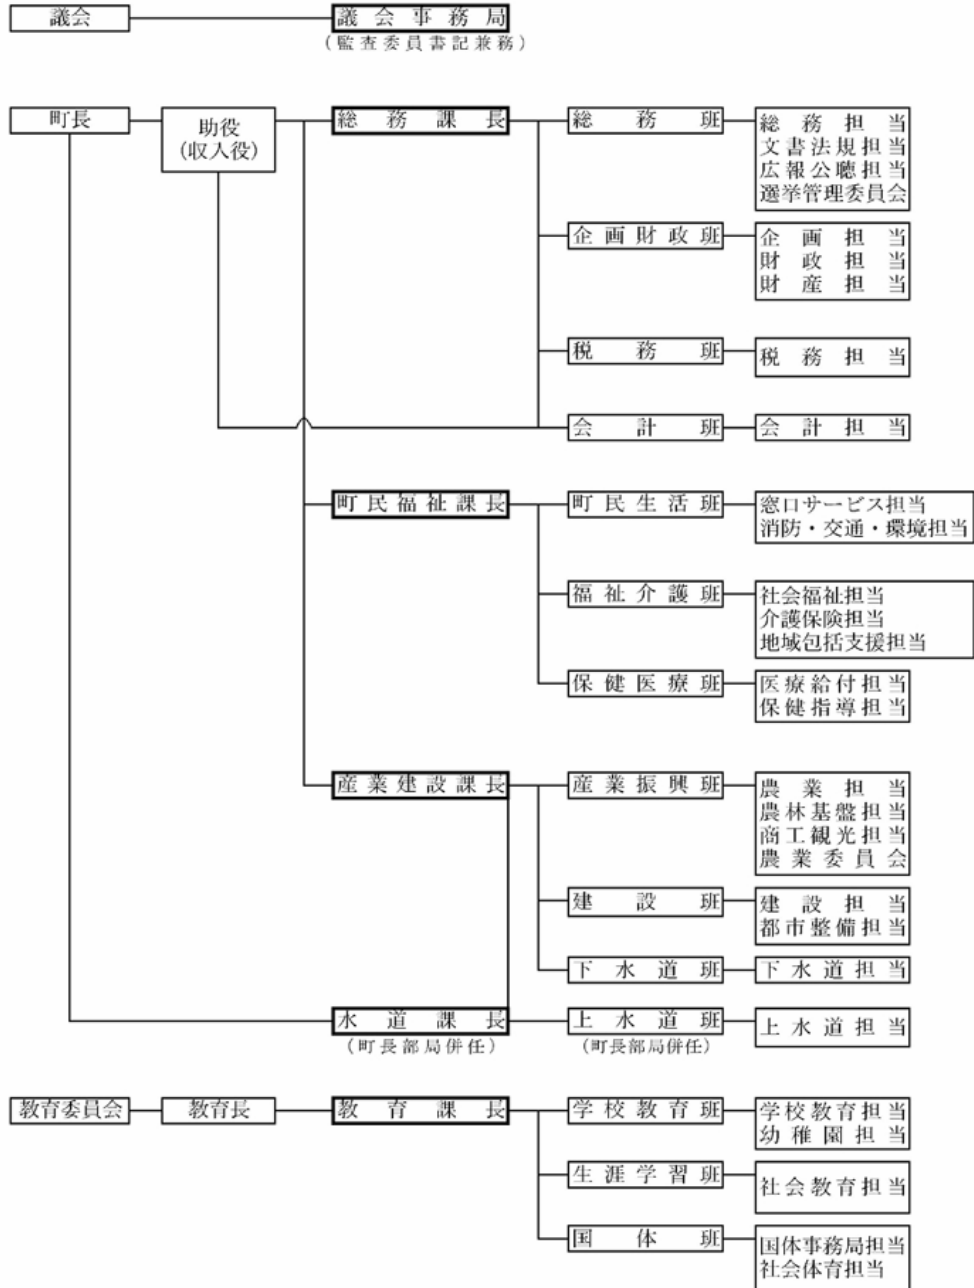 議会 議会事務局
(監査委員書記兼務)
町長 助役 総務課長 総務班 総務担当
(収入役) 文書法規担当
広報公聴担当
選挙管理委員会
企画財政班 企画担当
財政担当
財産担当
税務班 税務担当
会計班 会計担当
町民福祉課長 町民生活班 窓口サービス担当
消防・交通・環境担当
福祉介護班 社会福祉担当
介護保険担当
地域包括支援担当
保健医療班 医療給付担当
保健指導担当
産業建設課長 産業振興班 農業担当
農林基盤担当
商工観光担当
農業委員会
建設班 建設担当
都市整備担当
下水道班 下水道担当
水道課長 上水道班 上水道担当
(町長部局併任) (町長部局併任)
教育委員会 教育長 教育課長 学校教育班 学校教育担当
幼稚園担当
生涯学習班 社会教育担当
国体班 国体事務局担当
社会体育担当